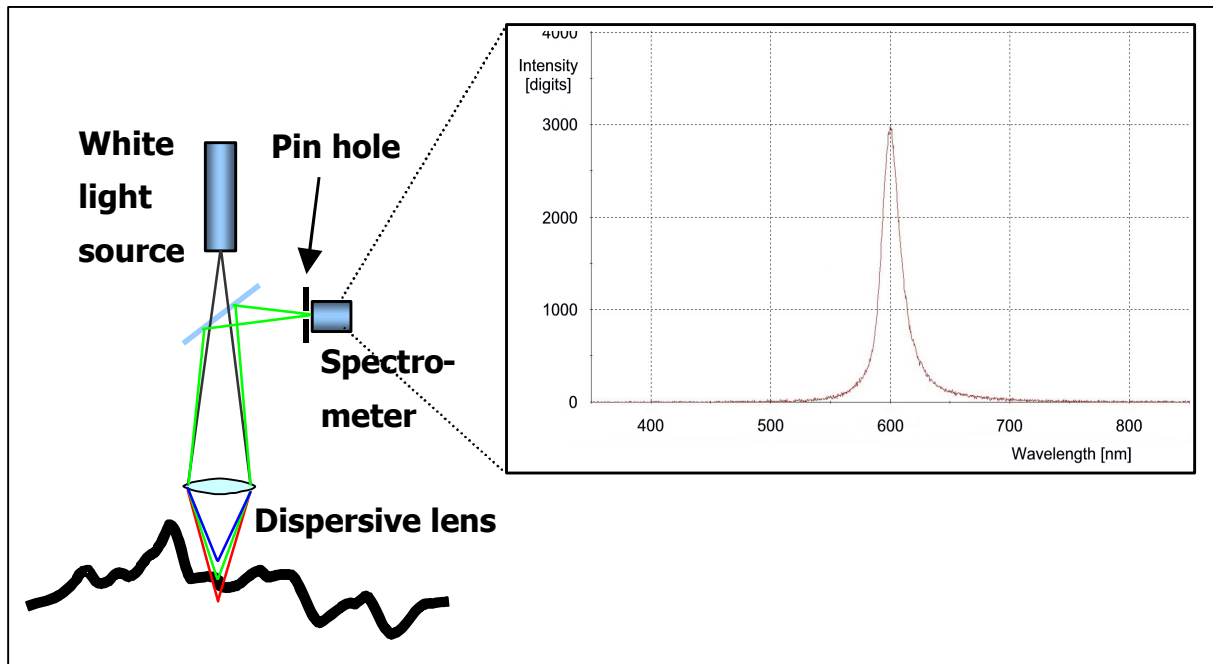 White
light
source
Pin hole
Spectro-
meter
Dispersive lens
4000
Intensity
[digits]
3000
2000
1000
0
400 500 600 700 800
Wavelength [nm]